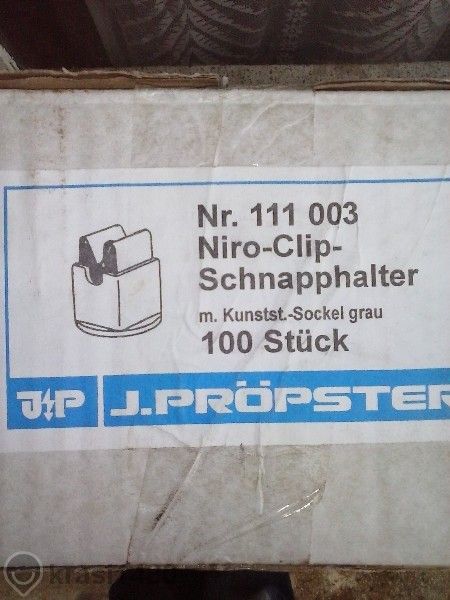 Nr. 111 003
Niro-Clip-
Schnapphalter
m. Kunstst.-Sockel grau
100 Stück
J.PRÖPSTER